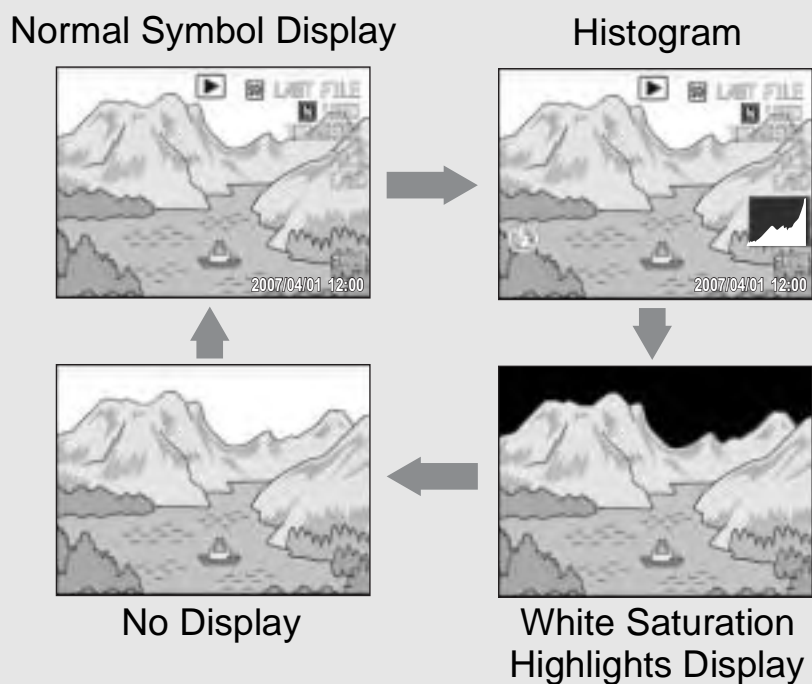 Normal Symbol Display
Histogram
LAST FILE
LAST FILE
2007/04/01 12:00
2007/04/01 12:00
No Display
White Saturation
Highlights Display